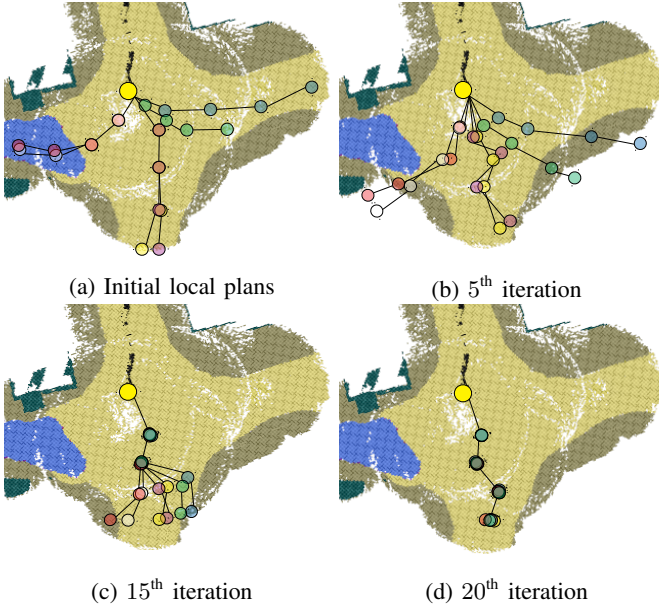 (a) Initial local plans
(b) 5th iteration
(c) 15th iteration
(d) 20th iteration